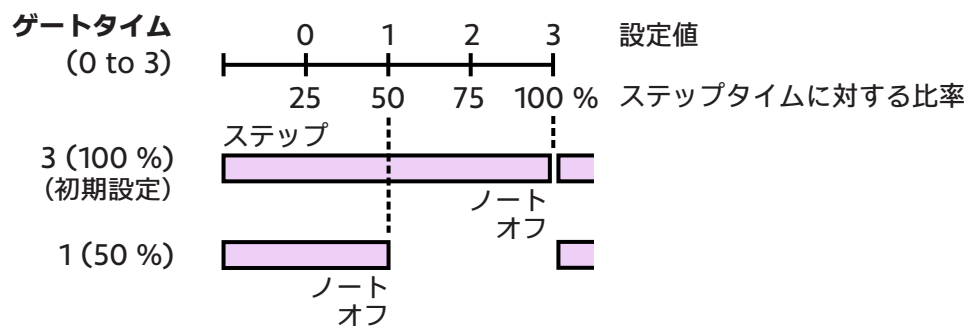 ゲートタイム
(0 to 3)
0 1 2 3 設定値
25 50 75 100 % ステップタイムに対する比率
ステップ
3 (100 %)
(初期設定)
ノート
オフ
1 (50 %)
ノート
オフ